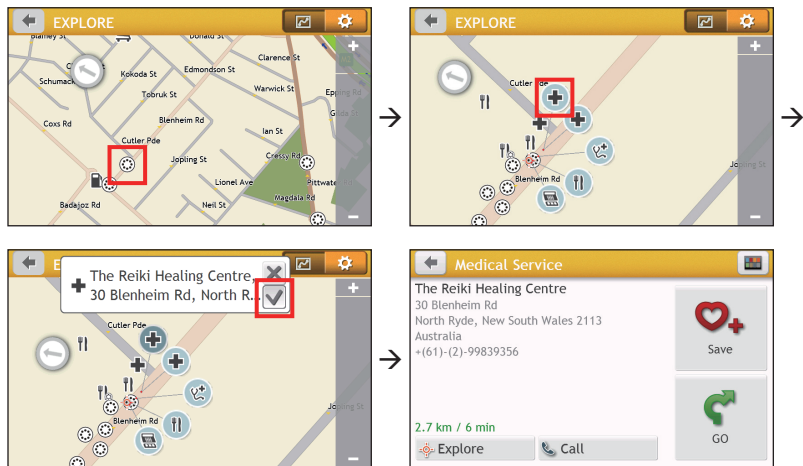 EXPLORE
Blamey St
Donald St
Clarence St
Kokoda St
Edmondson St
Tobruk St
Warwick St
Coxs Rd
Blenheim Rd
Ian St
Cutler Pde
Jopling St
Cressy Rd
Lionel Ave
Badajoz Rd
Neil St
Magdala Rd
EXPLORE
Cutler Pde
Jopling St
Blenheim Rd
The Reiki Healing Centre,
30 Blenheim Rd, North R...
Cutler Pde
Jopling St
Blenheim Rd
Medical Service
The Reiki Healing Centre
30 Blenheim Rd
North Ryde, New South Wales 2113
Australia
+(61)-(2)-99839356
Save
2.7 km / 6 min
GO
Explore
Call